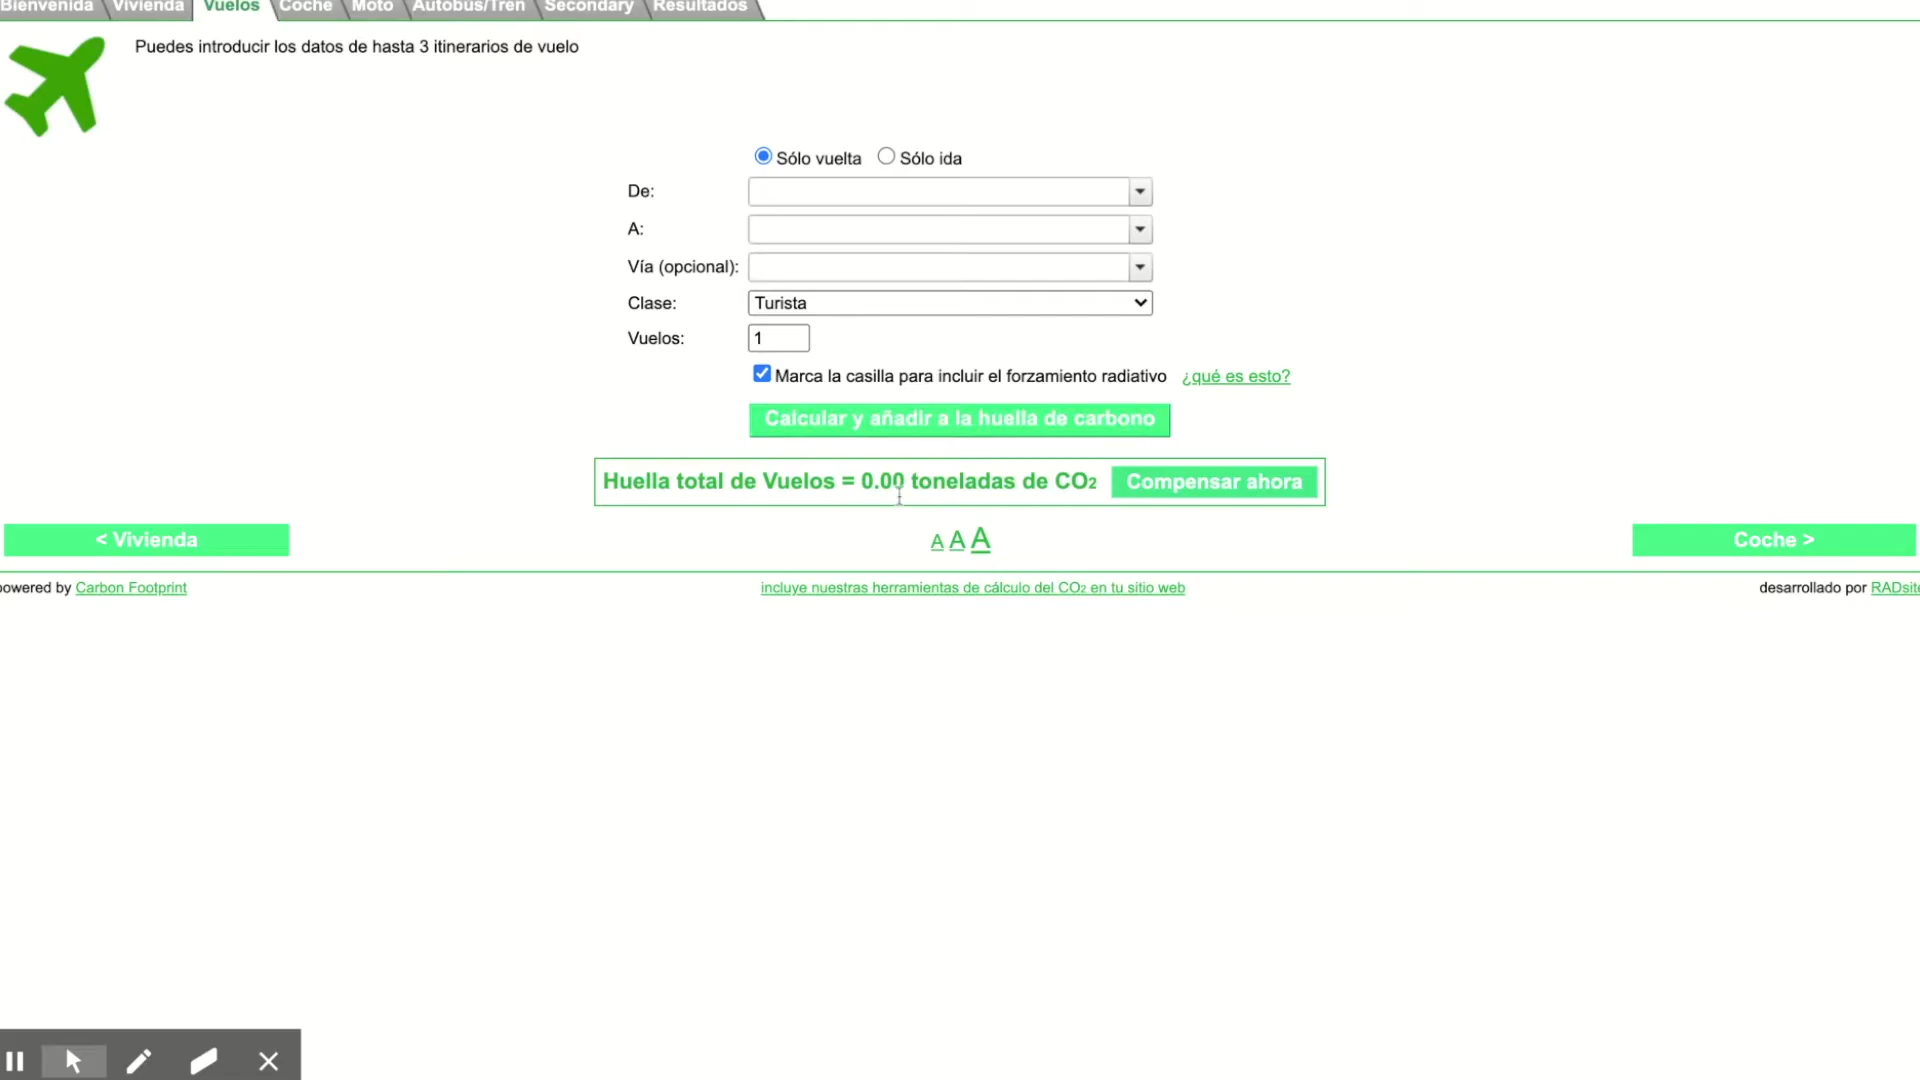 Bienvenida Vivienda Vuelos Coche Moto Autobús/Tren Secondary Resultados
Puedes introducir los datos de hasta 3 itinerarios de vuelo
Sólo vuelta Sólo ida
De:
A:
Vía (opcional):
Clase: Turista
Vuelos: 1
Marca la casilla para incluir el forzamiento radiativo ¿qué es esto?
Calcular y añadir a la huella de carbono
Huella total de Vuelos = 0.00 toneladas de CO2 Compensar ahora
< Vivienda A A A Coche >
powered by Carbon Footprint incluye nuestras herramientas de cálculo del CO2 en tu sitio web desarrollado por RADsite